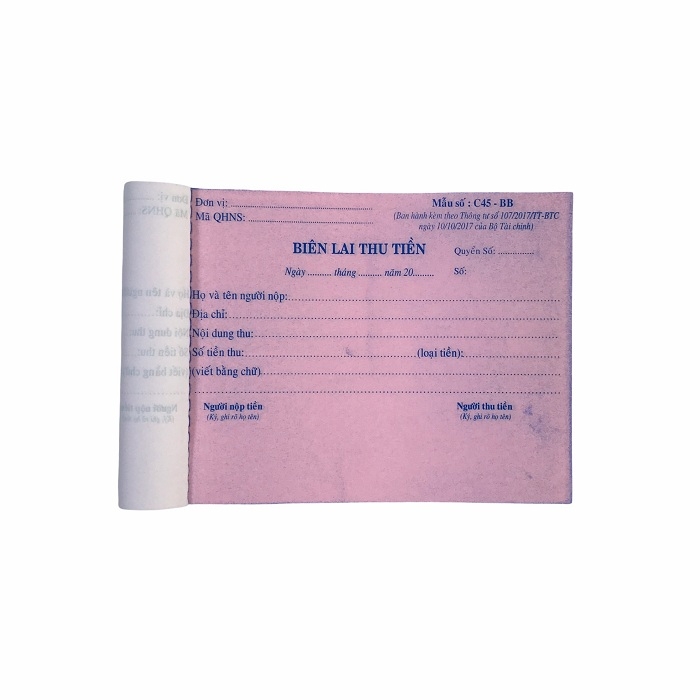 Đơn vị: ........................................
Mã QHNS: ........................................
Mẫu số : C45 - BB
(Ban hành kèm theo Thông tư số 107/2017/TT-BTC
ngày 10/10/2017 của Bộ Tài chính)
BIÊN LAI THU TIỀN
Quyển Số: ...............
Ngày .......... tháng .......... năm 20.........
Số:
Họ và tên người nộp:........................................
Địa chỉ:........................................
Nội dung thu:........................................
Số tiền thu:........................................(loại tiền):..............................
(viết bằng chữ)........................................
Người nộp tiền
(Ký, ghi rõ họ tên)
Người thu tiền
(Ký, ghi rõ họ tên)